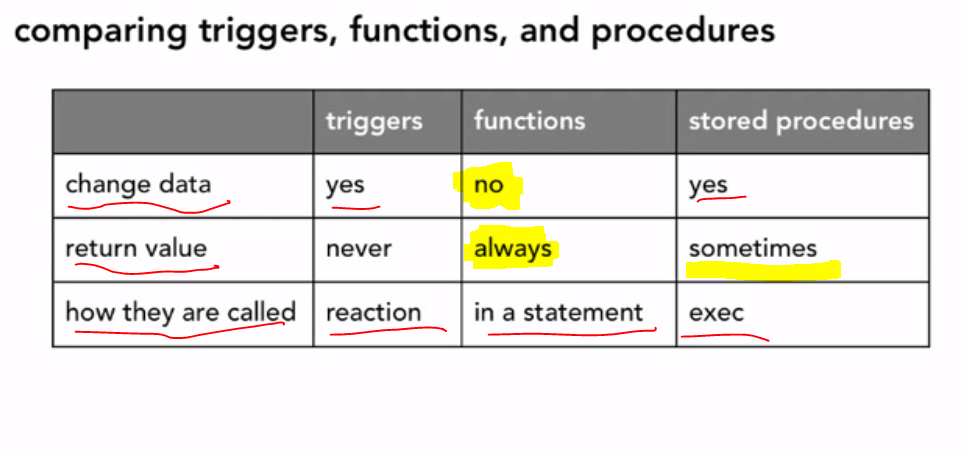 comparing triggers, functions, and procedures
triggers functions stored procedures
change data yes no yes
return value never always sometimes
how they are called reaction in a statement exec